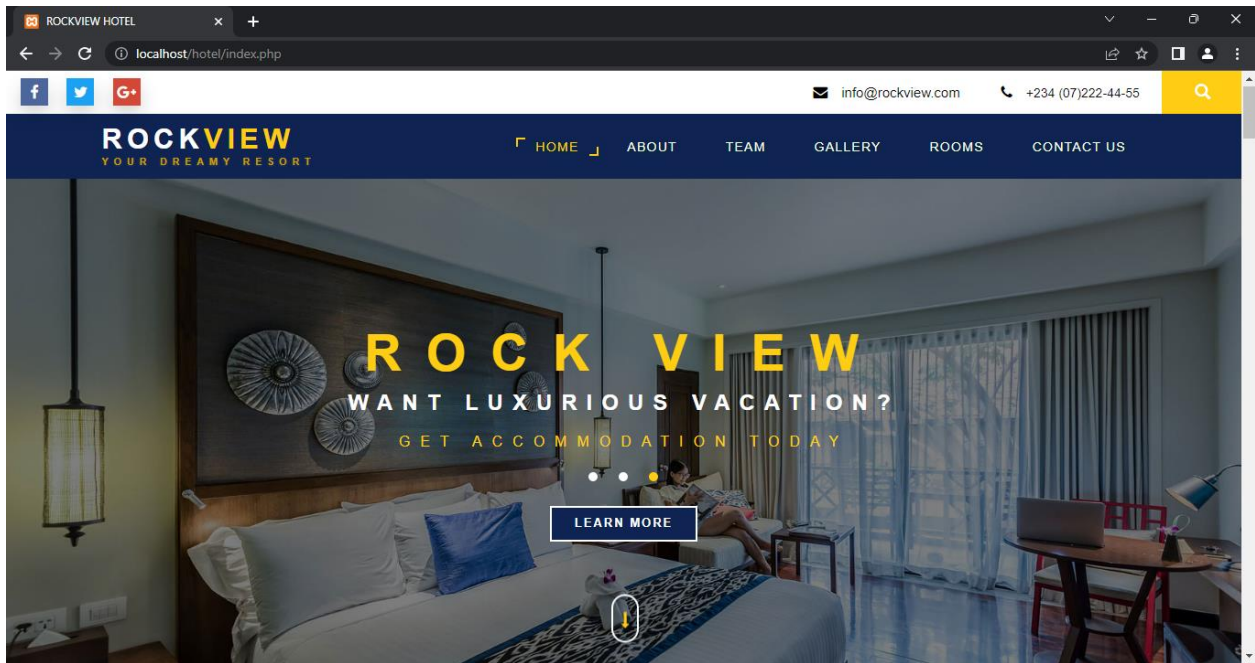 ROCKVIEW HOTEL
localhost/hotel/index.php
f G+ info@rockview.com +234 (07)222-44-55
ROCKVIEW
YOUR DREAMY RESORT
HOME ABOUT TEAM GALLERY ROOMS CONTACT US
ROCK VIEW
WANT LUXURIOUS VACATION?
GET ACCOMMODATION TODAY
LEARN MORE